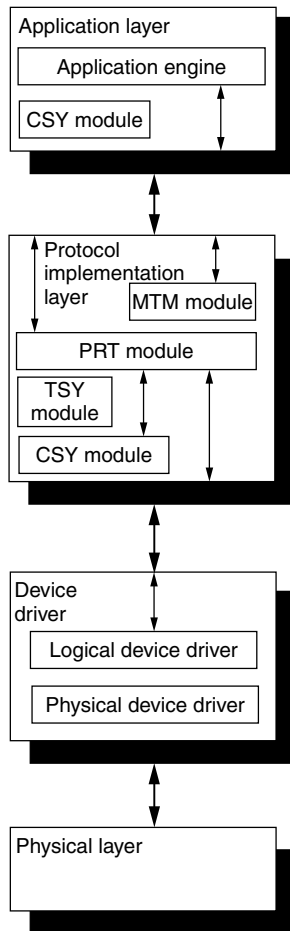 Application layer
Application engine
CSY module
Protocol
implementation
layer
MTM module
PRT module
TSY
module
CSY module
Device
driver
Logical device driver
Physical device driver
Physical layer